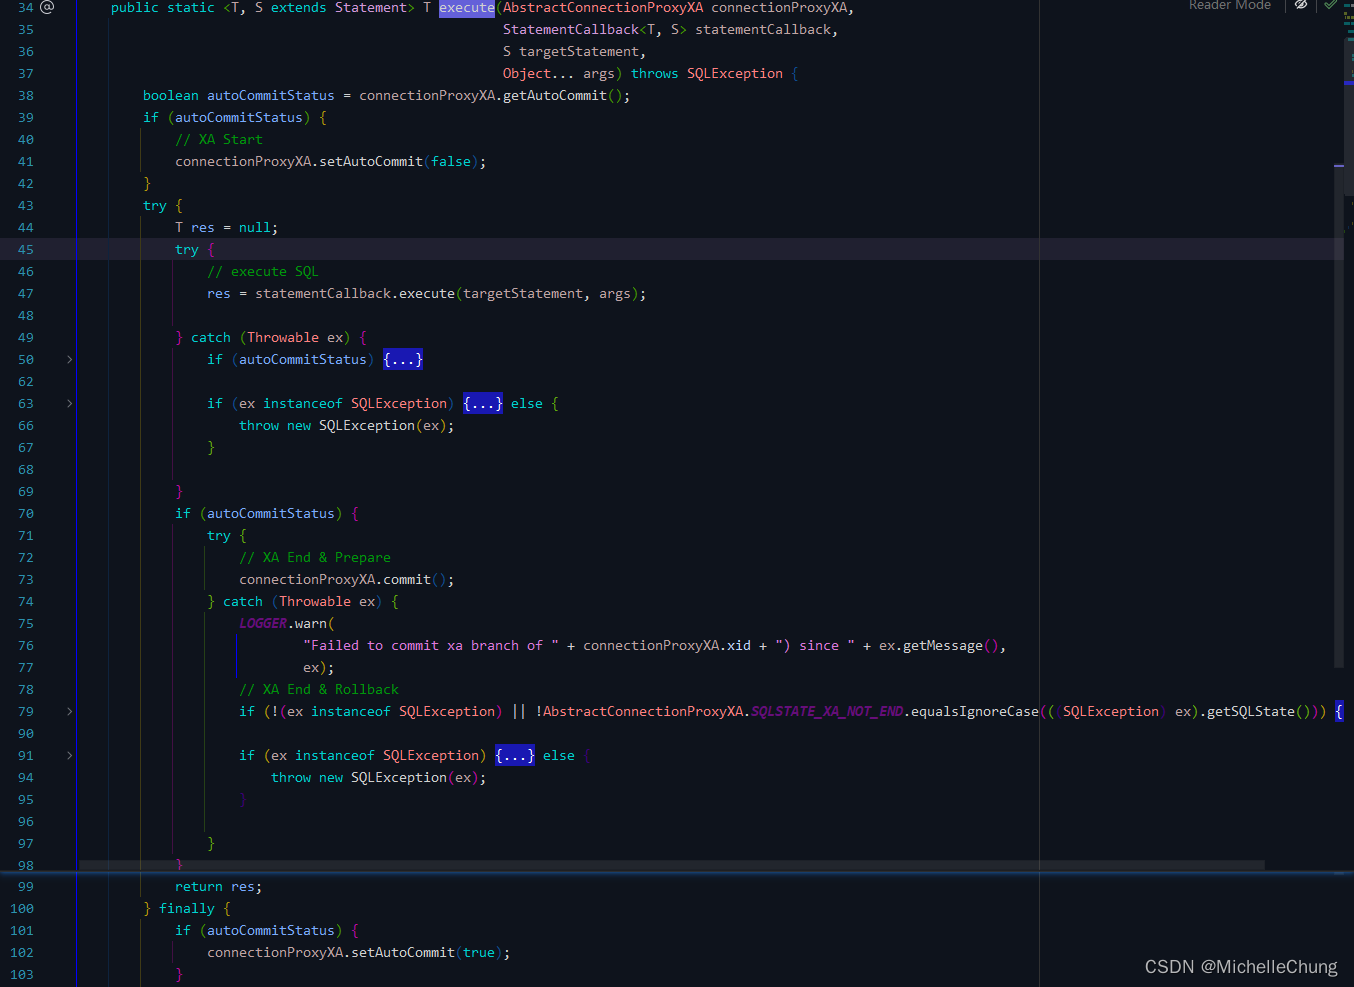 Reader Mode
34 @ public static <T, S extends Statement> T execute(AbstractConnectionProxyXA connectionProxyXA,
35 StatementCallback<T, S> statementCallback,
36 S targetStatement,
37 Object... args) throws SQLException {
38 boolean autoCommitStatus = connectionProxyXA.getAutoCommit();
39 if (autoCommitStatus) {
40 // XA Start
41 connectionProxyXA.setAutoCommit(false);
42 }
43 try {
44 T res = null;
45 try {
46 // execute SQL
47 res = statementCallback.execute(targetStatement, args);
48
49 } catch (Throwable ex) {
50 if (autoCommitStatus) {...}
62
63 if (ex instanceof SQLException) {...} else {
66 throw new SQLException(ex);
67 }
68
69 }
70 if (autoCommitStatus) {
71 try {
72 // XA End & Prepare
73 connectionProxyXA.commit();
74 } catch (Throwable ex) {
75 LOGGER.warn(
76 "Failed to commit xa branch of " + connectionProxyXA.xid + ") since " + ex.getMessage(),
77 ex);
78 // XA End & Rollback
79 if (!(ex instanceof SQLException) || !AbstractConnectionProxyXA.SQLSTATE_XA_NOT_END.equalsIgnoreCase(((SQLException) ex).getSQLState())) {
90
91 if (ex instanceof SQLException) {...} else {
94 throw new SQLException(ex);
95 }
96
97 }
98 }
99 return res;
100 } finally {
101 if (autoCommitStatus) {
102 connectionProxyXA.setAutoCommit(true);
103 }
CSDN @MichelleChung